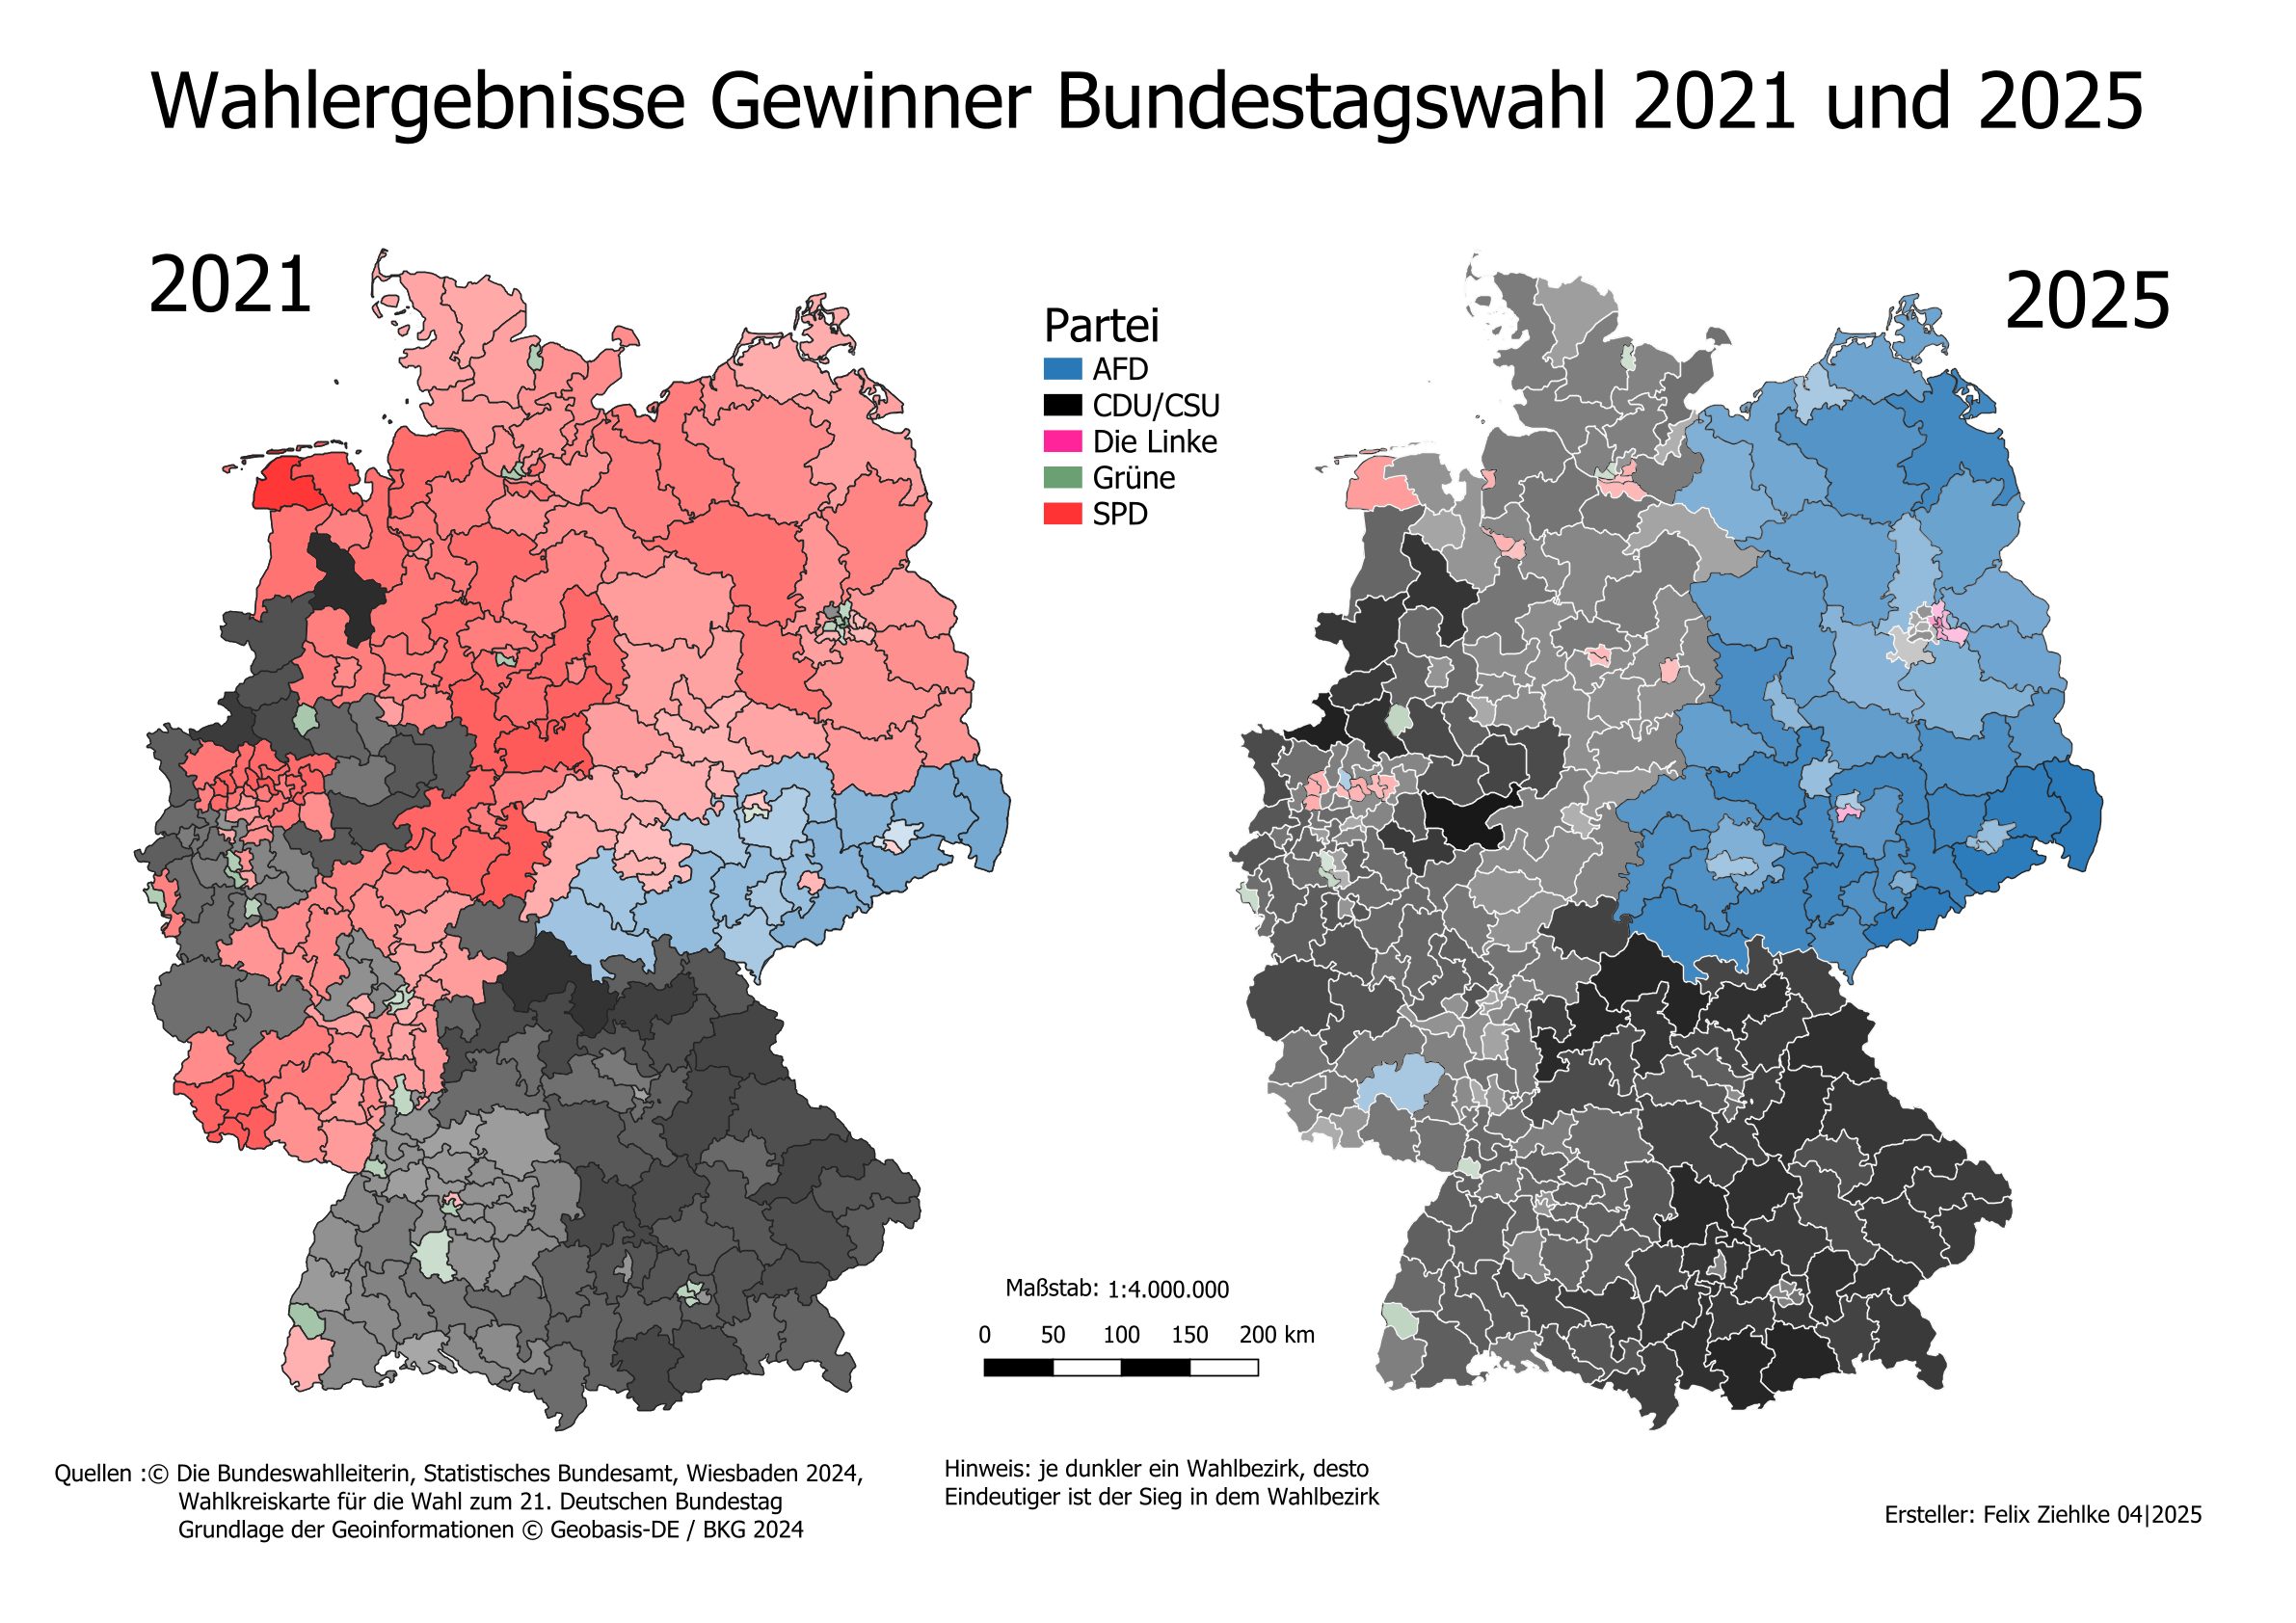 Wahlergebnisse Gewinner Bundestagswahl 2021 und 2025
2021
2025
Partei
AFD
CDU/CSU
Die Linke
Grüne
SPD
Maßstab: 1:4.000.000
0 50 100 150 200 km
Quellen :© Die Bundeswahlleiterin, Statistisches Bundesamt, Wiesbaden 2024,
Wahlkreiskarte für die Wahl zum 21. Deutschen Bundestag
Grundlage der Geoinformationen © Geobasis-DE / BKG 2024
Hinweis: je dunkler ein Wahlbezirk, desto
Eindeutiger ist der Sieg in dem Wahlbezirk
Ersteller: Felix Ziehlke 04|2025